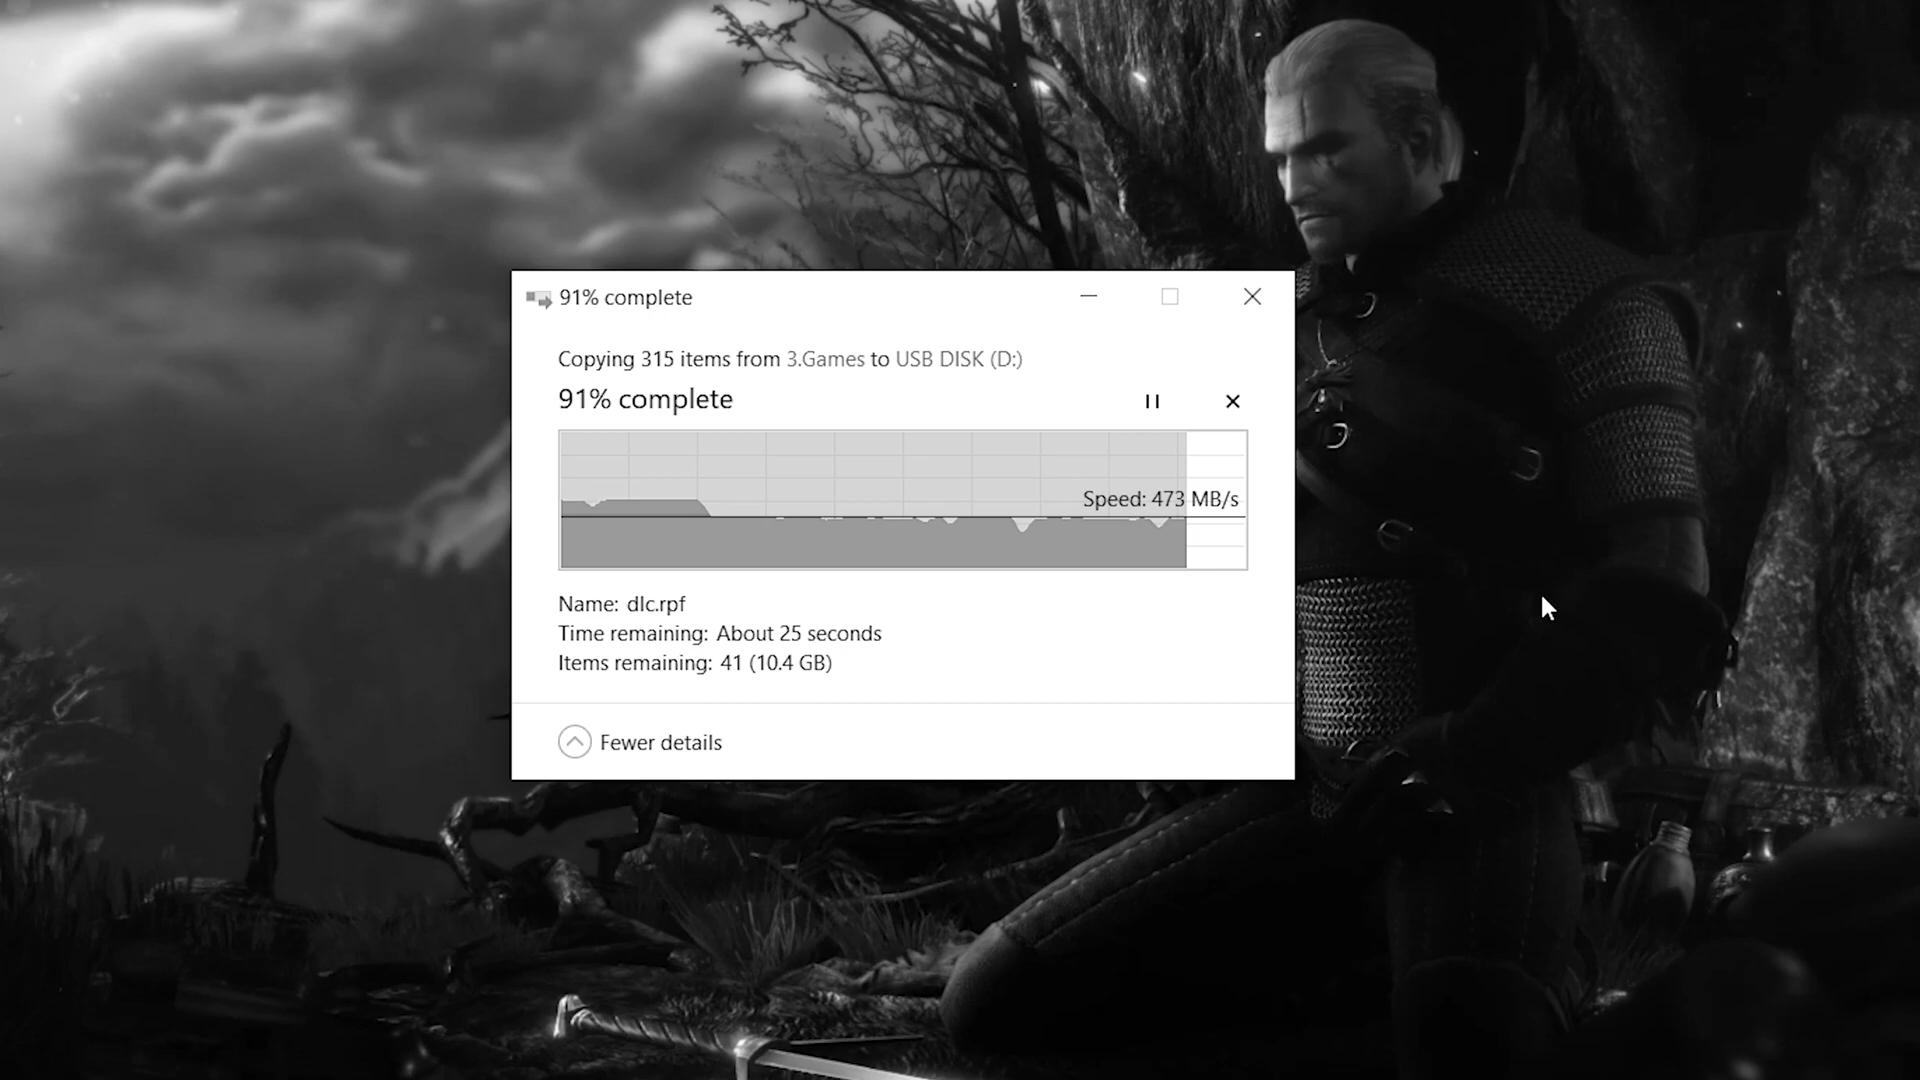 91% complete
Copying 315 items from 3.Games to USB DISK (D:)
91% complete
Speed: 473 MB/s
Name: dlc.rpf
Time remaining: About 25 seconds
Items remaining: 41 (10.4 GB)
Fewer details